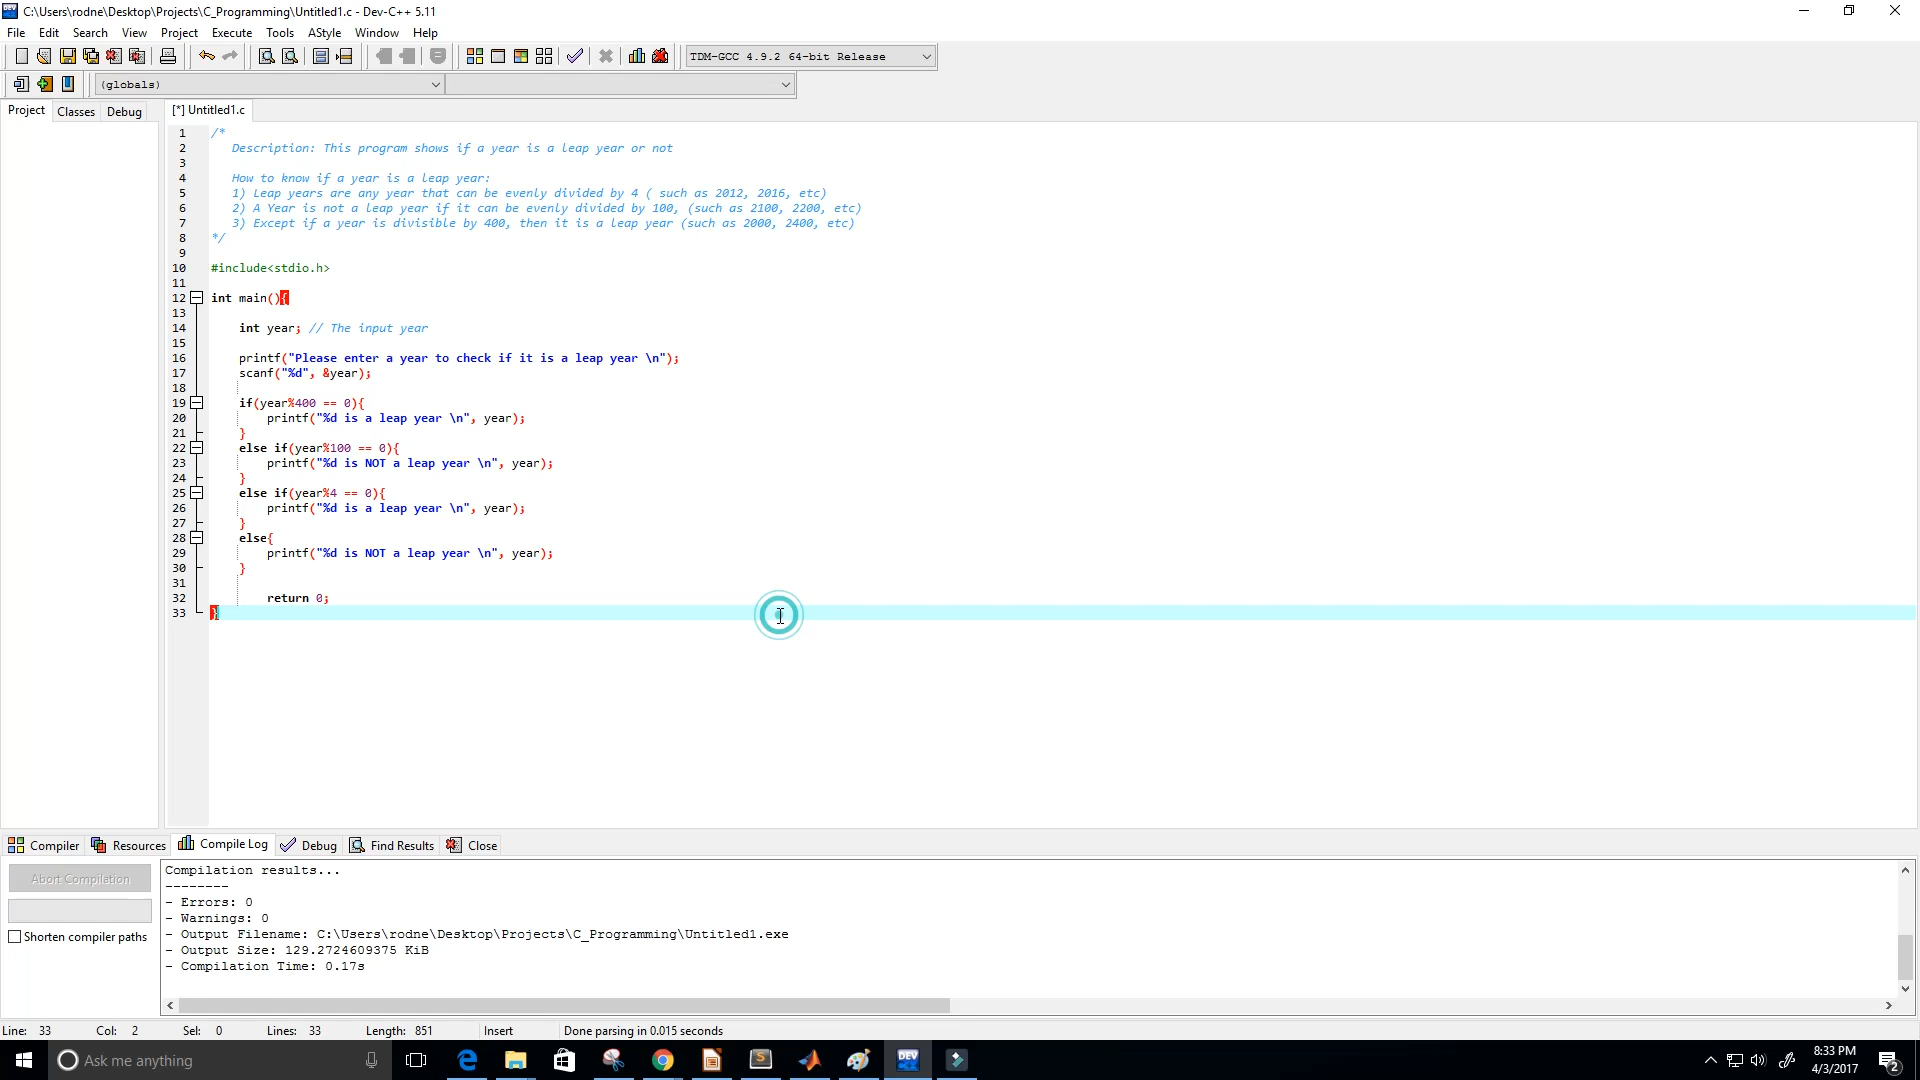 C:\Users\rodne\Desktop\Projects\C_Programming\Untitled1.c - Dev-C++ 5.11
File Edit Search View Project Execute Tools AStyle Window Help
TDM-GCC 4.9.2 64-bit Release
(globals)
Project Classes Debug [*] Untitled1.c
1 /*
2 Description: This program shows if a year is a leap year or not
3
4 How to know if a year is a leap year:
5 1) Leap years are any year that can be evenly divided by 4 ( such as 2012, 2016, etc)
6 2) A Year is not a leap year if it can be evenly divided by 100, (such as 2100, 2200, etc)
7 3) Except if a year is divisible by 400, then it is a leap year (such as 2000, 2400, etc)
8 */
9
10 #include<stdio.h>
11
12 int main(){
13
14 int year; // The input year
15
16 printf("Please enter a year to check if it is a leap year \n");
17 scanf("%d", &year);
18
19 if(year%400 == 0){
20 printf("%d is a leap year \n", year);
21 }
22 else if(year%100 == 0){
23 printf("%d is NOT a leap year \n", year);
24 }
25 else if(year%4 == 0){
26 printf("%d is a leap year \n", year);
27 }
28 else{
29 printf("%d is NOT a leap year \n", year);
30 }
31
32 return 0;
33 }
Compiler Resources Compile Log Debug Find Results Close
Abort Compilation
Shorten compiler paths
Compilation results...
--------
- Errors: 0
- Warnings: 0
- Output Filename: C:\Users\rodne\Desktop\Projects\C_Programming\Untitled1.exe
- Output Size: 129.2724609375 KiB
- Compilation Time: 0.17s
Line: 33 Col: 2 Sel: 0 Lines: 33 Length: 851 Insert Done parsing in 0.015 seconds
Ask me anything
DEV
8:33 PM
4/3/2017
2